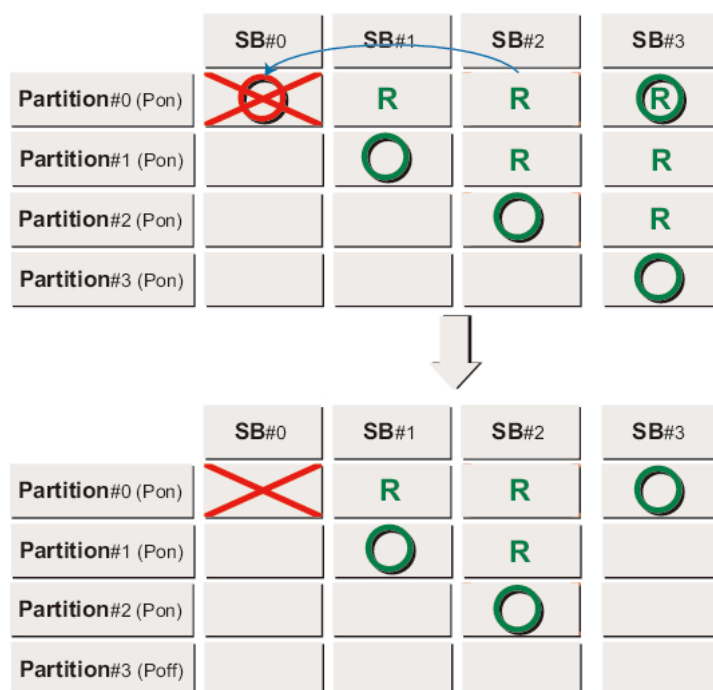 SB#0 SB#1 SB#2 SB#3
Partition#0 (Pon) R R R
Partition#1 (Pon) R R
Partition#2 (Pon) R
Partition#3 (Pon)
SB#0 SB#1 SB#2 SB#3
Partition#0 (Pon) R R
Partition#1 (Pon) R
Partition#2 (Pon)
Partition#3 (Poff)